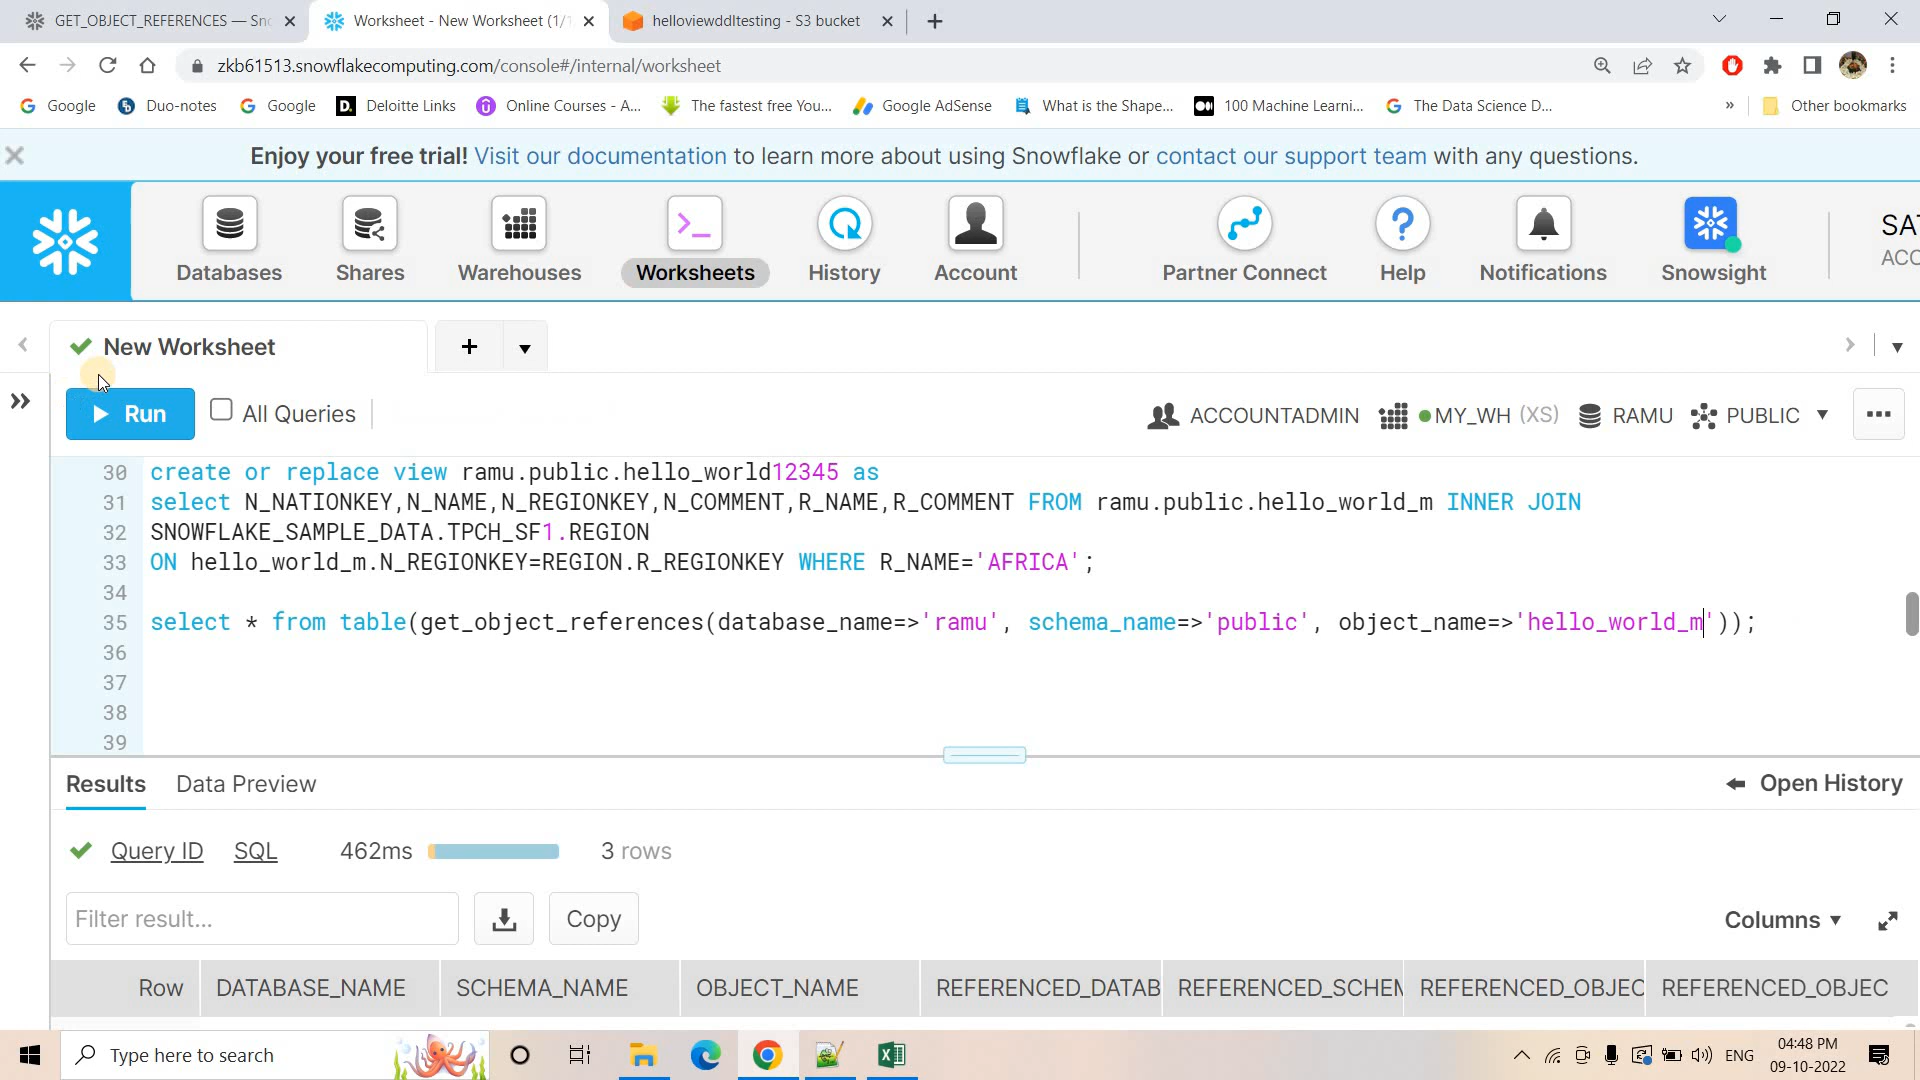 GET_OBJECT_REFERENCES — Sn
Worksheet - New Worksheet (1/1
helloviewddltesting - S3 bucket
zkb61513.snowflakecomputing.com/console#/internal/worksheet
Google
Duo-notes
Google
Deloitte Links
Online Courses - A...
The fastest free You...
Google AdSense
What is the Shape...
100 Machine Learni...
The Data Science D...
»
Other bookmarks
Enjoy your free trial! Visit our documentation to learn more about using Snowflake or contact our support team with any questions.
Databases
Shares
Warehouses
Worksheets
History
Account
Partner Connect
Help
Notifications
Snowsight
SAT
ACC
New Worksheet
Run
All Queries
ACCOUNTADMIN
MY_WH (XS)
RAMU
PUBLIC
30 create or replace view ramu.public.hello_world12345 as
31 select N_NATIONKEY,N_NAME,N_REGIONKEY,N_COMMENT,R_NAME,R_COMMENT FROM ramu.public.hello_world_m INNER JOIN
32 SNOWFLAKE_SAMPLE_DATA.TPCH_SF1.REGION
33 ON hello_world_m.N_REGIONKEY=REGION.R_REGIONKEY WHERE R_NAME='AFRICA';
34
35 select * from table(get_object_references(database_name=>'ramu', schema_name=>'public', object_name=>'hello_world_m'));
36
37
38
39
Results
Data Preview
Open History
Query ID
SQL
462ms
3 rows
Filter result...
Copy
Columns
Row
DATABASE_NAME
SCHEMA_NAME
OBJECT_NAME
REFERENCED_DATAB
REFERENCED_SCHEM
REFERENCED_OBJEC
REFERENCED_OBJEC
Type here to search
ENG
04:48 PM
09-10-2022